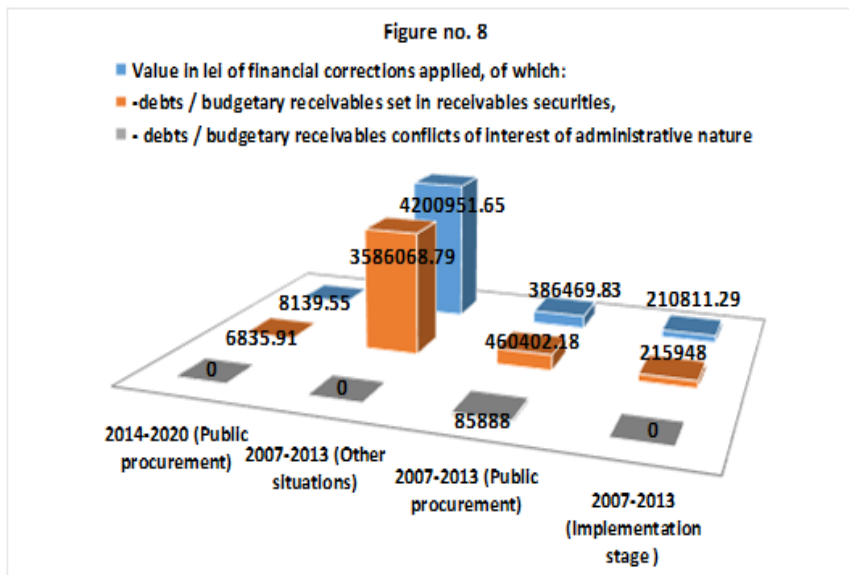 Figure no. 8
Value in lei of financial corrections applied, of which:
-debts / budgetary receivables set in receivables securities,
- debts / budgetary receivables conflicts of interest of administrative nature
4200951.65
3586068.79
8139.55
386469.83
210811.29
6835.91
460402.18
215948
0
0
85888
0
2014-2020 (Public
procurement)
2007-2013 (Other
situations)
2007-2013 (Public
procurement)
2007-2013
(Implementation
stage )